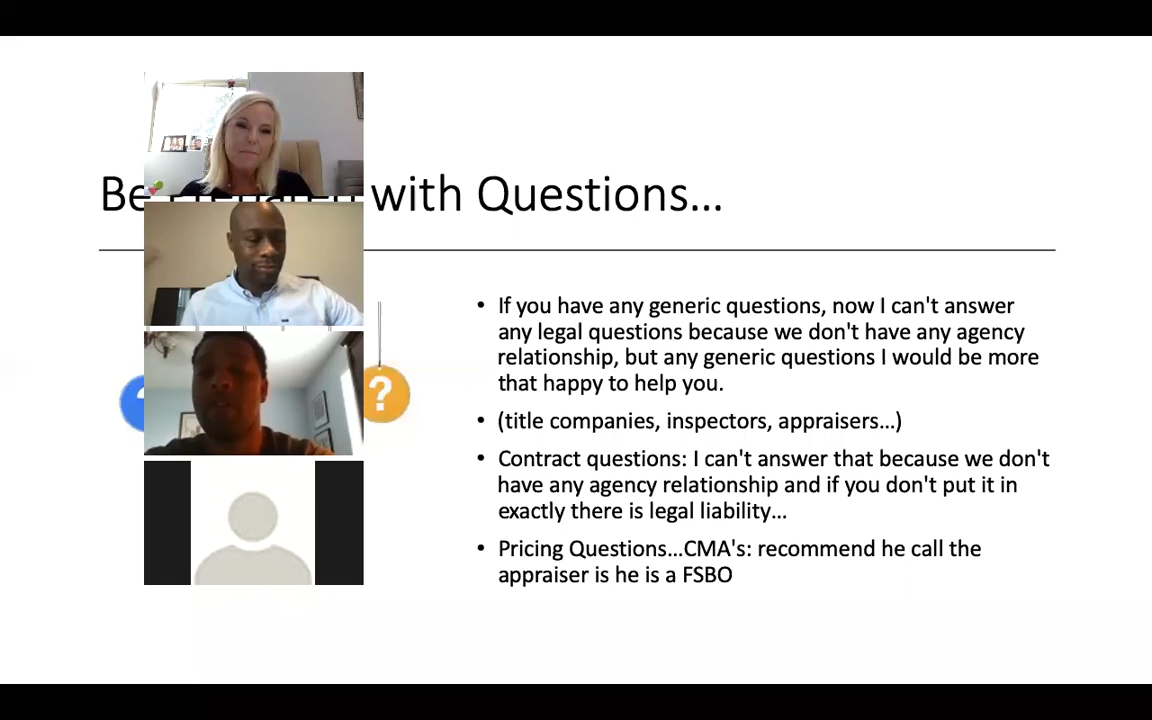 Be Prepared with Questions...
If you have any generic questions, now I can't answer
any legal questions because we don't have any agency
relationship, but any generic questions I would be more
that happy to help you.
(title companies, inspectors, appraisers...)
Contract questions: I can't answer that because we don't
have any agency relationship and if you don't put it in
exactly there is legal liability...
Pricing Questions...CMA's: recommend he call the
appraiser is he is a FSBO
?